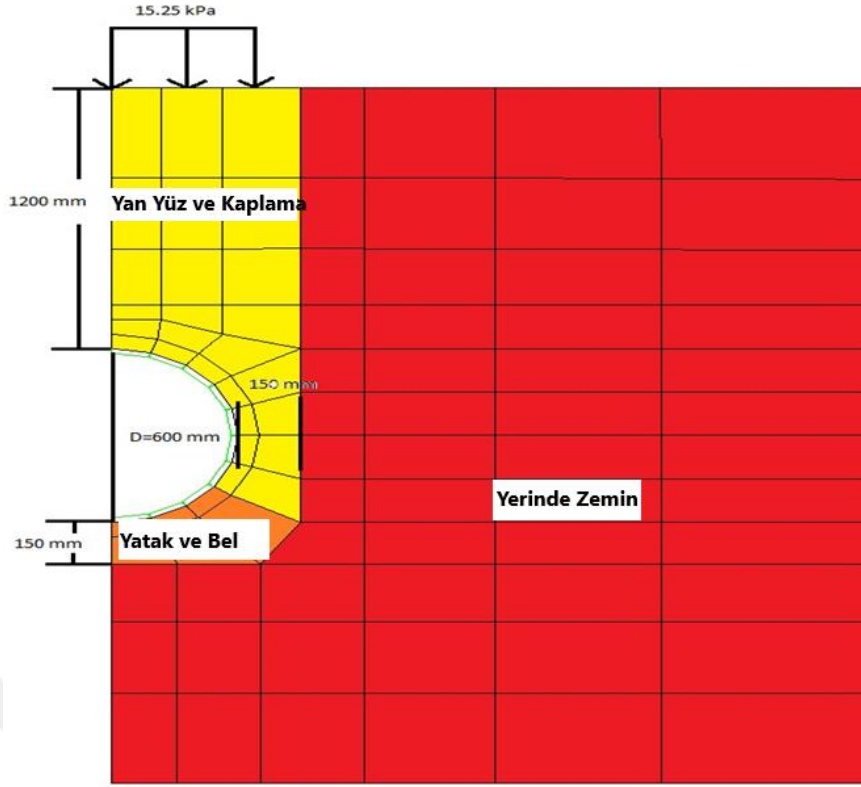 15.25 kPa
1200 mm
Yan Yüz ve Kaplama
150 mm
D=600 mm
Yerinde Zemin
150 mm
Yatak ve Bel